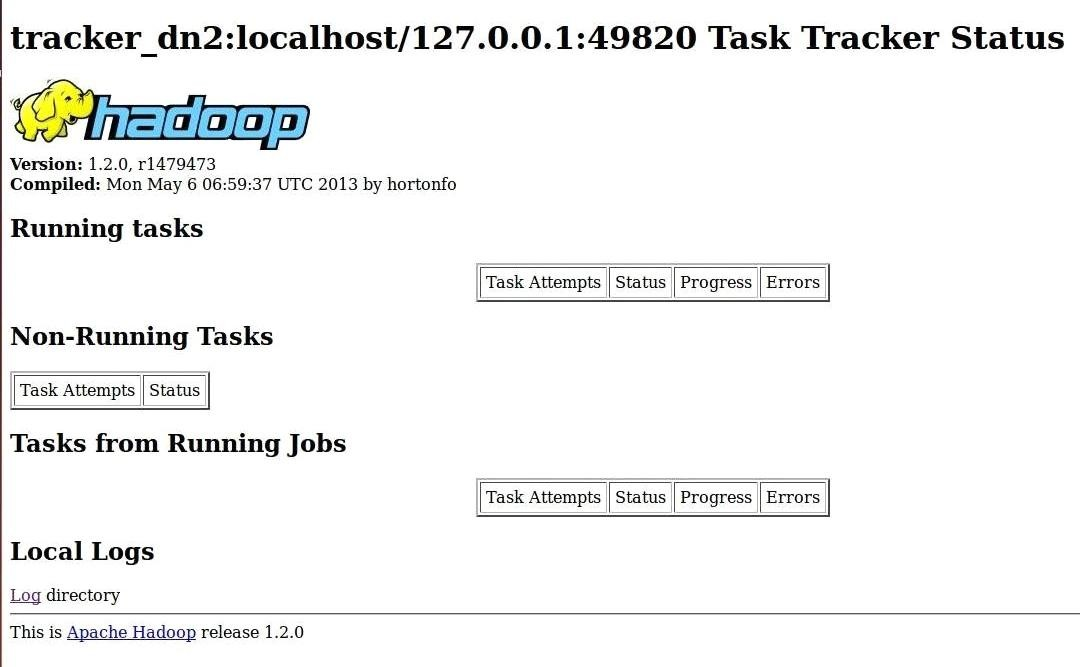 tracker_dn2:localhost/127.0.0.1:49820 Task Tracker Status
hadoop
Version: 1.2.0, r1479473
Compiled: Mon May 6 06:59:37 UTC 2013 by hortonfo
Running tasks
Task Attempts Status Progress Errors
Non-Running Tasks
Task Attempts Status
Tasks from Running Jobs
Task Attempts Status Progress Errors
Local Logs
Log directory
This is Apache Hadoop release 1.2.0